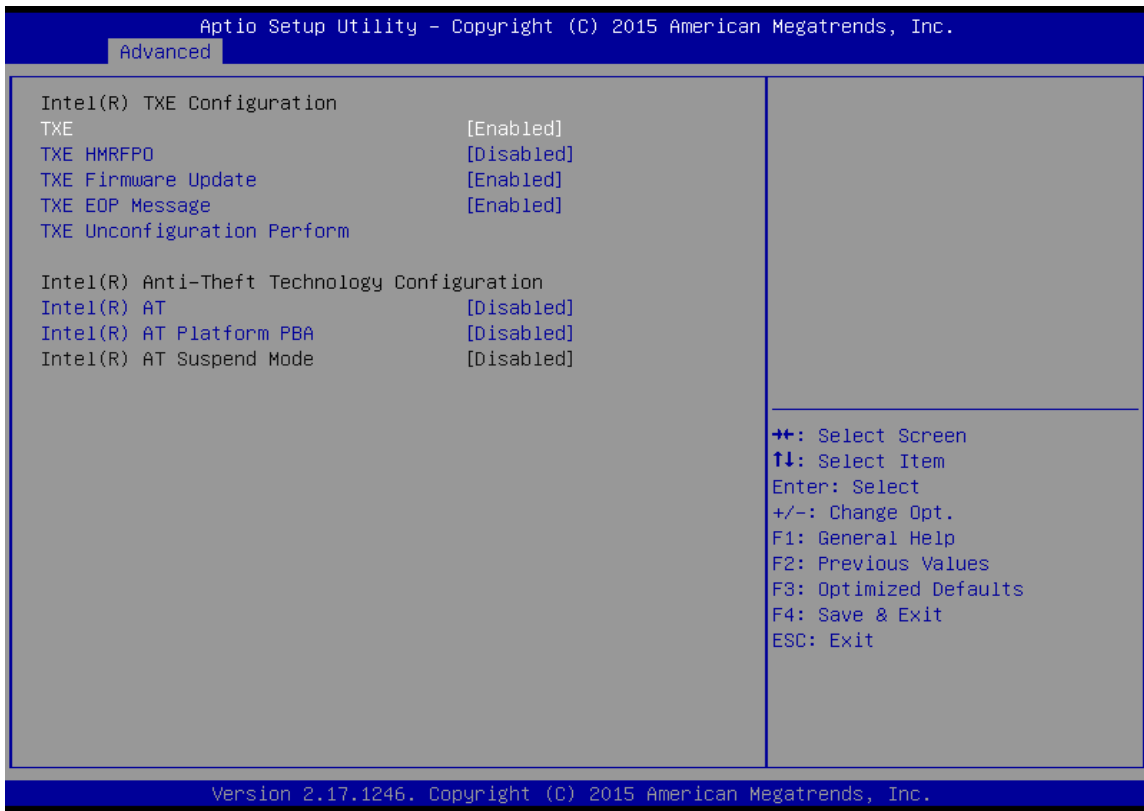 Aptio Setup Utility – Copyright (C) 2015 American Megatrends, Inc.
Advanced
Intel(R) TXE Configuration
TXE [Enabled]
TXE HMRFPO [Disabled]
TXE Firmware Update [Enabled]
TXE EOP Message [Enabled]
TXE Unconfiguration Perform
Intel(R) Anti-Theft Technology Configuration
Intel(R) AT [Disabled]
Intel(R) AT Platform PBA [Disabled]
Intel(R) AT Suspend Mode [Disabled]
→←: Select Screen
↑↓: Select Item
Enter: Select
+/-: Change Opt.
F1: General Help
F2: Previous Values
F3: Optimized Defaults
F4: Save & Exit
ESC: Exit
Version 2.17.1246. Copyright (C) 2015 American Megatrends, Inc.